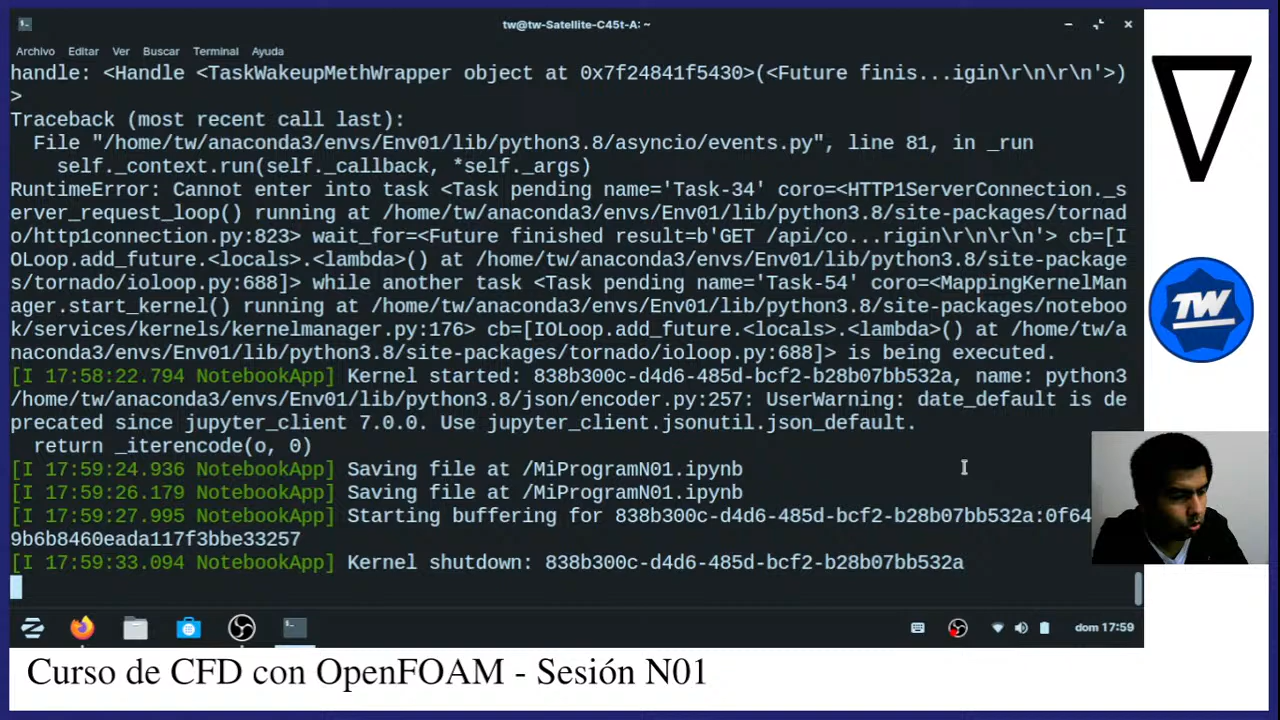 tw@tw-Satellite-C45t-A: ~
Archivo Editar Ver Buscar Terminal Ayuda
handle: <Handle <TaskWakeupMethWrapper object at 0x7f24841f5430>(<Future finis...igin\r\n\r\n'>)
>
Traceback (most recent call last):
File "/home/tw/anaconda3/envs/Env01/lib/python3.8/asyncio/events.py", line 81, in _run
self._context.run(self._callback, *self._args)
RuntimeError: Cannot enter into task <Task pending name='Task-34' coro=<HTTP1ServerConnection._s
erver_request_loop() running at /home/tw/anaconda3/envs/Env01/lib/python3.8/site-packages/tornad
o/http1connection.py:823> wait_for=<Future finished result=b'GET /api/co...rigin\r\n\r\n'> cb=[I
OLoop.add_future.<locals>.<lambda>() at /home/tw/anaconda3/envs/Env01/lib/python3.8/site-package
s/tornado/ioloop.py:688]> while another task <Task pending name='Task-54' coro=<MappingKernelMan
ager.start_kernel() running at /home/tw/anaconda3/envs/Env01/lib/python3.8/site-packages/noteboo
k/services/kernels/kernelmanager.py:176> cb=[IOLoop.add_future.<locals>.<lambda>() at /home/tw/a
naconda3/envs/Env01/lib/python3.8/site-packages/tornado/ioloop.py:688]> is being executed.
[I 17:58:22.794 NotebookApp] Kernel started: 838b300c-d4d6-485d-bcf2-b28b07bb532a, name: python3
/home/tw/anaconda3/envs/Env01/lib/python3.8/json/encoder.py:257: UserWarning: date_default is de
precated since jupyter_client 7.0.0. Use jupyter_client.jsonutil.json_default.
return _iterencode(o, 0)
[I 17:59:24.936 NotebookApp] Saving file at /MiProgramN01.ipynb
[I 17:59:26.179 NotebookApp] Saving file at /MiProgramN01.ipynb
[I 17:59:27.995 NotebookApp] Starting buffering for 838b300c-d4d6-485d-bcf2-b28b07bb532a:0f64
9b6b8460eada117f3bbe33257
[I 17:59:33.094 NotebookApp] Kernel shutdown: 838b300c-d4d6-485d-bcf2-b28b07bb532a
TW
dom 17:59
Curso de CFD con OpenFOAM - Sesión N01